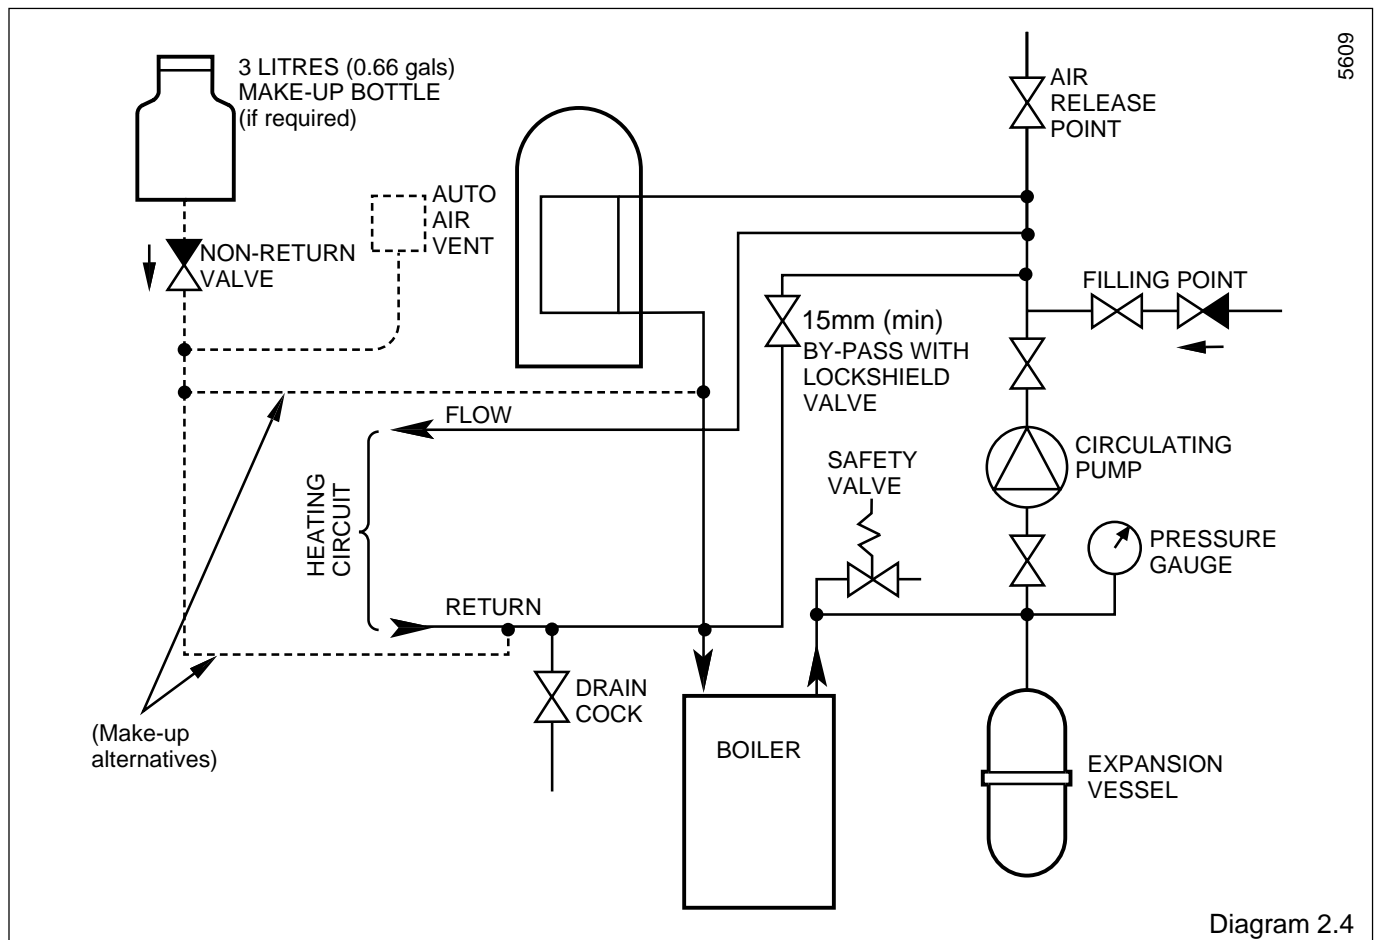 5609
3 LITRES (0.66 gals)
MAKE-UP BOTTLE
(if required)
AIR
RELEASE
POINT
AUTO
AIR
VENT
NON-RETURN
VALVE
FILLING POINT
15mm (min)
BY-PASS WITH
LOCKSHIELD
VALVE
FLOW
CIRCULATING
PUMP
SAFETY
VALVE
HEATING
CIRCUIT
PRESSURE
GAUGE
RETURN
DRAIN
COCK
(Make-up
alternatives)
BOILER
EXPANSION
VESSEL
Diagram 2.4